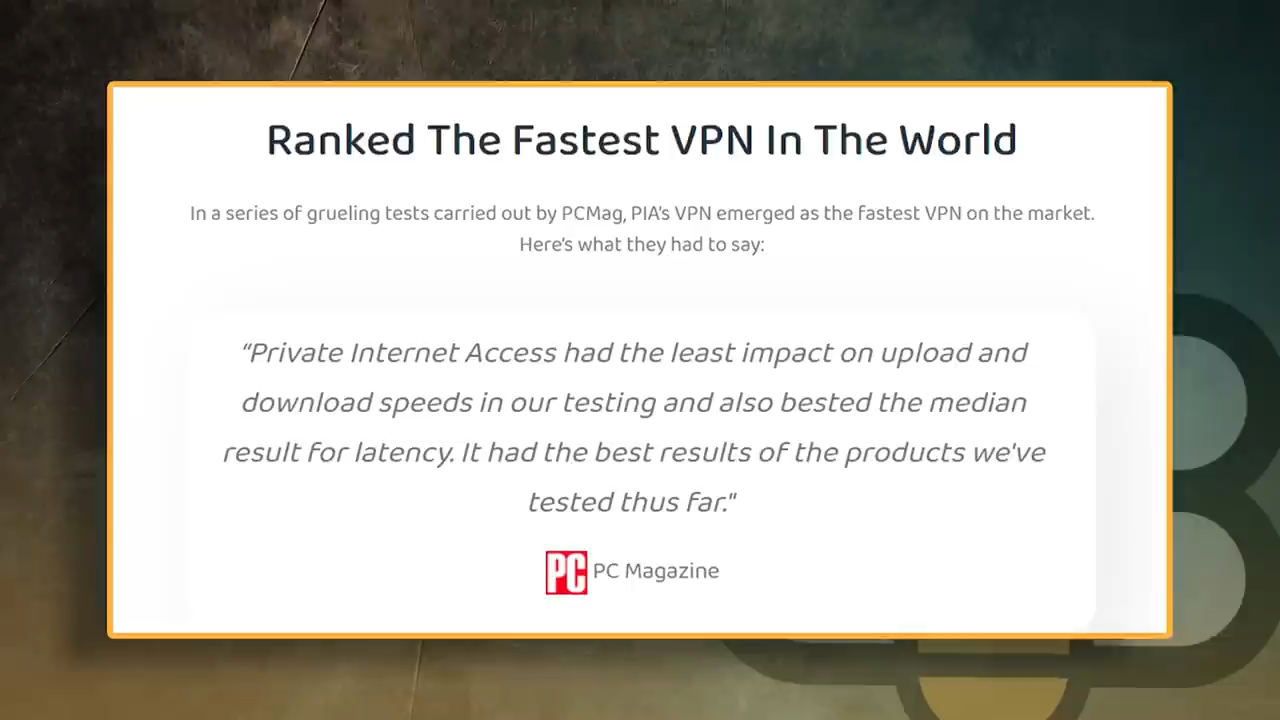 Ranked The Fastest VPN In The World
In a series of grueling tests carried out by PCMag, PIA's VPN emerged as the fastest VPN on the market.
Here's what they had to say:
“Private Internet Access had the least impact on upload and
download speeds in our testing and also bested the median
result for latency. It had the best results of the products we've
tested thus far."
PC PC Magazine